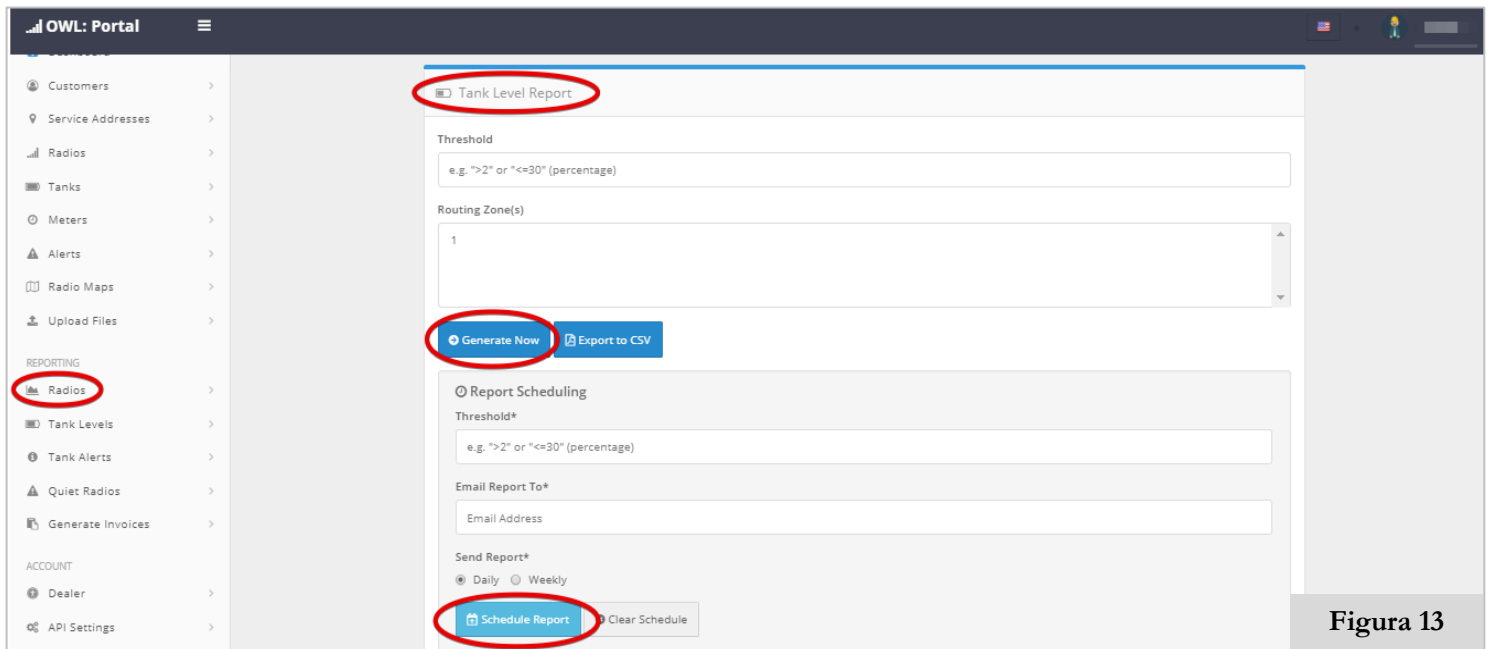 OWL: Portal
Customers
Service Addresses
Radios
Tanks
Meters
Alerts
Radio Maps
Upload Files
REPORTING
Radios
Tank Levels
Tank Alerts
Quiet Radios
Generate Invoices
ACCOUNT
Dealer
API Settings
Tank Level Report
Threshold
e.g. ">2" or "<=30" (percentage)
Routing Zone(s)
1
Generate Now
Export to CSV
Report Scheduling
Threshold*
e.g. ">2" or "<=30" (percentage)
Email Report To*
Email Address
Send Report*
Daily Weekly
Schedule Report
Clear Schedule
Figura 13